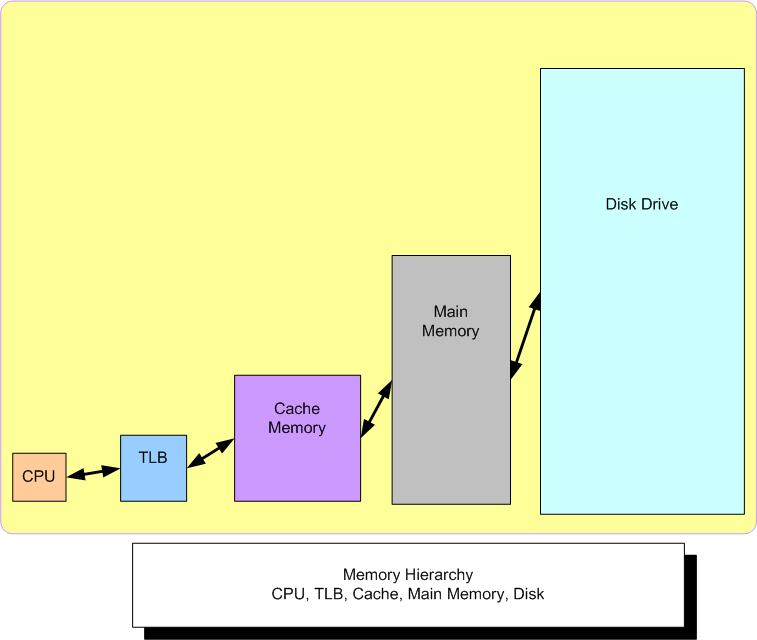 Disk Drive
Main
Memory
Cache
Memory
TLB
CPU
Memory Hierarchy
CPU, TLB, Cache, Main Memory, Disk